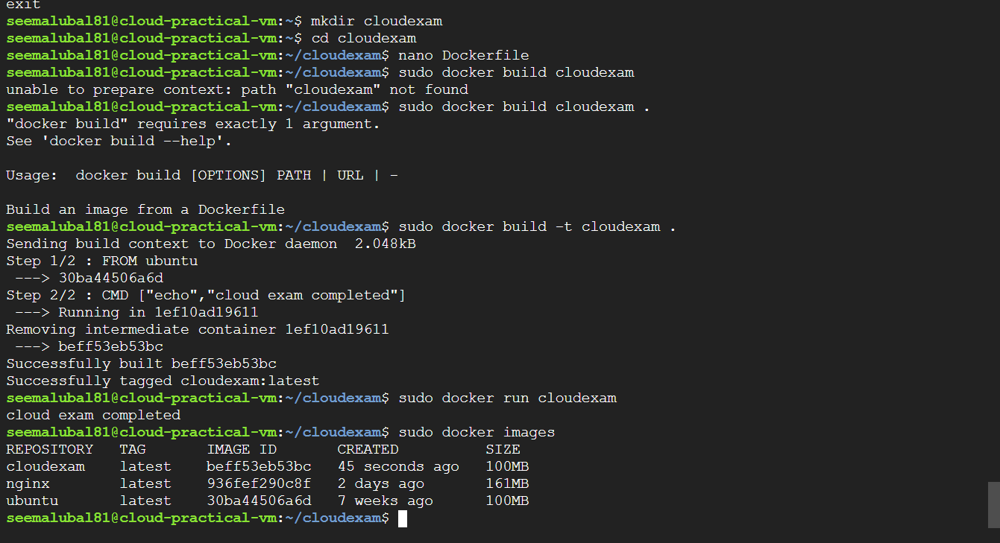 exit
seemalubal81@cloud-practical-vm:~$ mkdir cloudexam
seemalubal81@cloud-practical-vm:~$ cd cloudexam
seemalubal81@cloud-practical-vm:~/cloudexam$ nano Dockerfile
seemalubal81@cloud-practical-vm:~/cloudexam$ sudo docker build cloudexam
unable to prepare context: path "cloudexam" not found
seemalubal81@cloud-practical-vm:~/cloudexam$ sudo docker build cloudexam .
"docker build" requires exactly 1 argument.
See 'docker build --help'.

Usage:  docker build [OPTIONS] PATH | URL | -

Build an image from a Dockerfile
seemalubal81@cloud-practical-vm:~/cloudexam$ sudo docker build -t cloudexam .
Sending build context to Docker daemon  2.048kB
Step 1/2 : FROM ubuntu
 ---> 30ba44506a6d
Step 2/2 : CMD ["echo","cloud exam completed"]
 ---> Running in 1ef10ad19611
Removing intermediate container 1ef10ad19611
 ---> beff53eb53bc
Successfully built beff53eb53bc
Successfully tagged cloudexam:latest
seemalubal81@cloud-practical-vm:~/cloudexam$ sudo docker run cloudexam
cloud exam completed
seemalubal81@cloud-practical-vm:~/cloudexam$ sudo docker images
REPOSITORY   TAG       IMAGE ID       CREATED          SIZE
cloudexam    latest    beff53eb53bc   45 seconds ago   100MB
nginx        latest    936fef290c8f   2 days ago       161MB
ubuntu       latest    30ba44506a6d   7 weeks ago      100MB
seemalubal81@cloud-practical-vm:~/cloudexam$